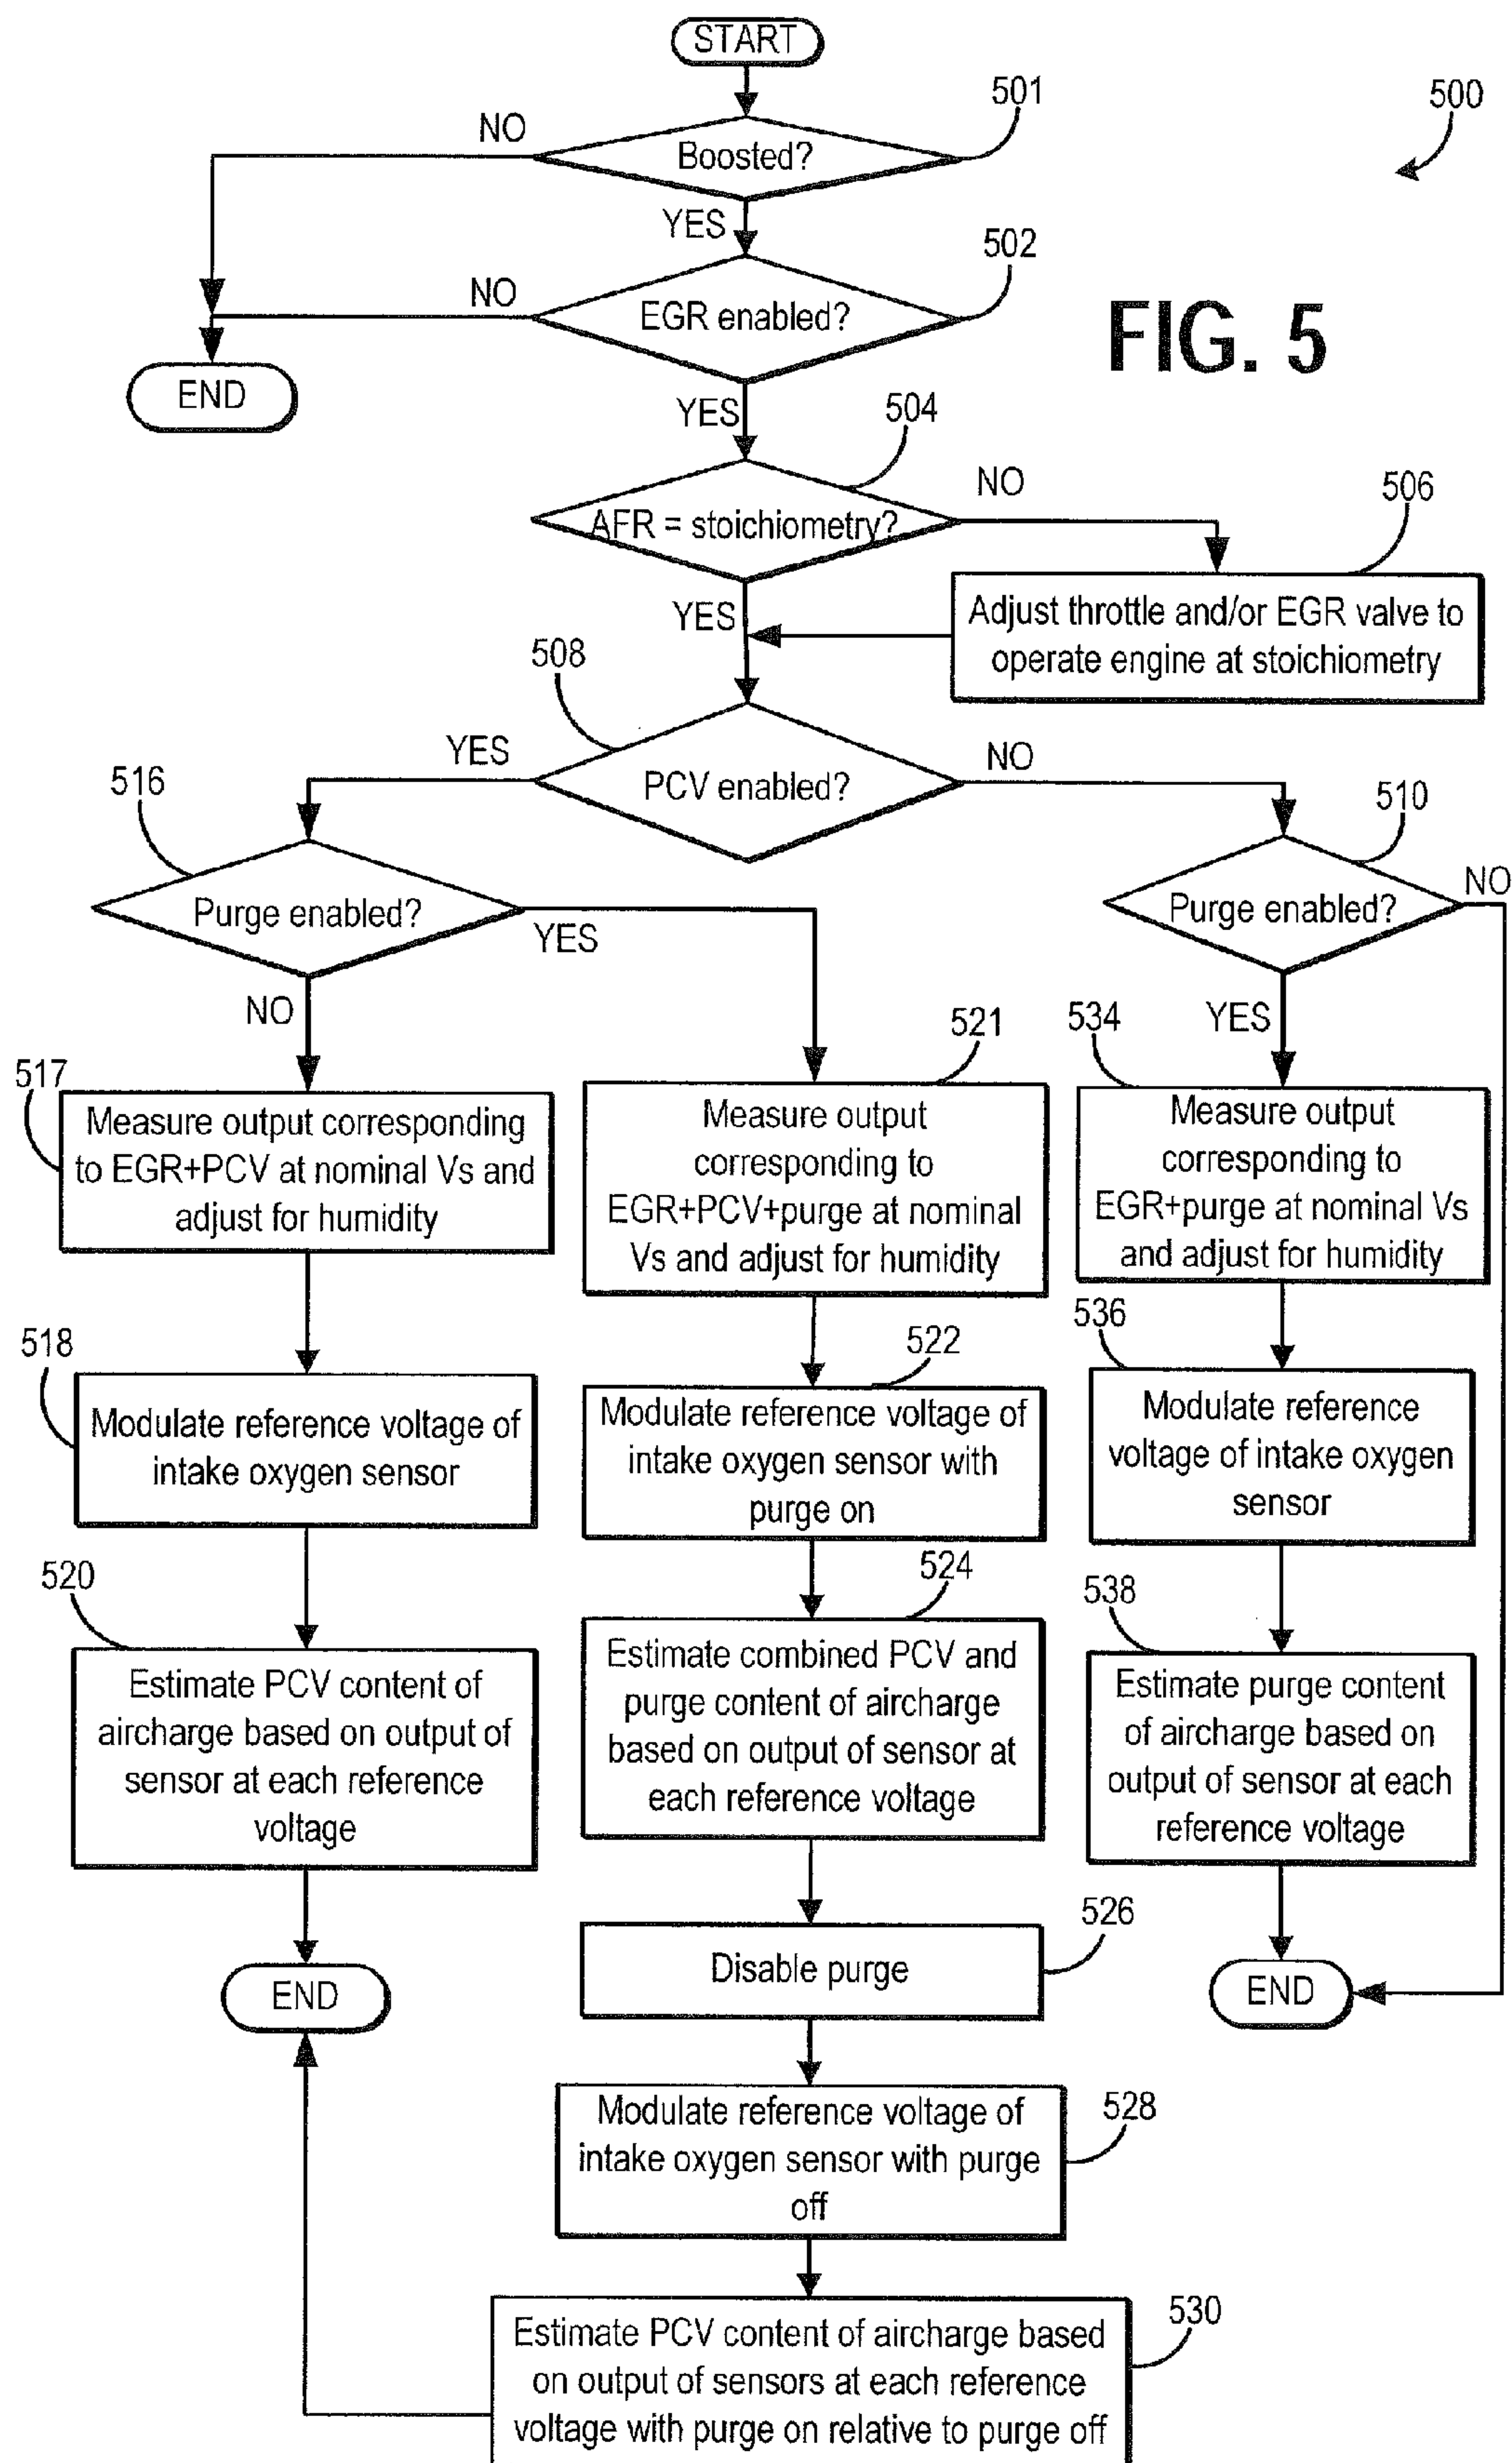 START
501
500
NO
Boosted?
YES
502
NO
EGR enabled?
FIG. 5
END
YES
504
NO
506
AFR = stoichiometry?
YES
Adjust throttle and/or EGR valve to
operate engine at stoichiometry
508
YES
NO
516
PCV enabled?
510
NO
Purge enabled?
YES
Purge enabled?
NO
521
534
YES
517
Measure output corresponding
to EGR+PCV at nominal Vs and
adjust for humidity
Measure output
corresponding to
EGR+PCV+purge at nominal
Vs and adjust for humidity
Measure output
corresponding to
EGR+purge at nominal Vs
and adjust for humidity
518
522
536
Modulate reference voltage of
intake oxygen sensor
Modulate reference voltage of
intake oxygen sensor with
purge on
Modulate reference
voltage of intake oxygen
sensor
520
524
538
Estimate PCV content of
aircharge based on output of
sensor at each reference
voltage
Estimate combined PCV and
purge content of aircharge
based on output of sensor at
each reference voltage
Estimate purge content
of aircharge based on
output of sensor at each
reference voltage
526
END
Disable purge
END
528
Modulate reference voltage of
intake oxygen sensor with purge
off
530
Estimate PCV content of aircharge based
on output of sensors at each reference
voltage with purge on relative to purge off